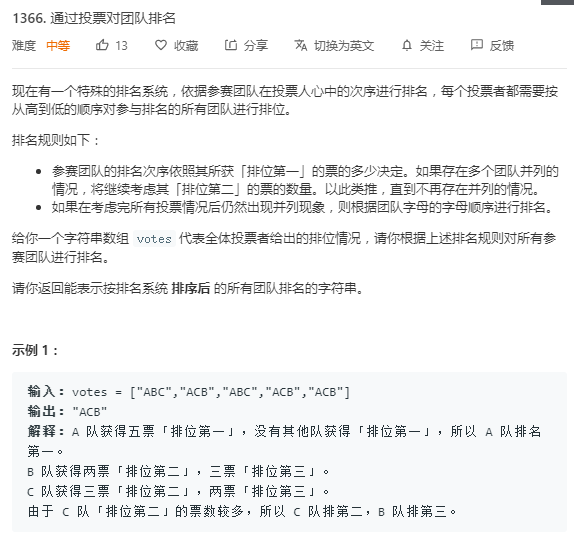 1366. 通过投票对团队排名
难度 中等 13 收藏 分享 切换为英文 关注 反馈
现在有一个特殊的排名系统，依据参赛团队在投票人心中的次序进行排名，每个投票者都需要按
从高到低的顺序对参与排名的所有团队进行排位。
排名规则如下：
参赛团队的排名次序依照其所获「排位第一」的票的多少决定。如果存在多个团队并列的
情况，将继续考虑其「排位第二」的票的数量。以此类推，直到不再存在并列的情况。
如果在考虑完所有投票情况后仍然出现并列现象，则根据团队字母的字母顺序进行排名。
给你一个字符串数组 votes 代表全体投票者给出的排位情况，请你根据上述排名规则对所有参
赛团队进行排名。
请你返回能表示按排名系统 排序后 的所有团队排名的字符串。
示例 1：
输入：votes = ["ABC","ACB","ABC","ACB","ACB"]
输出："ACB"
解释：A 队获得五票「排位第一」，没有其他队获得「排位第一」，所以 A 队排名
第一。
B 队获得两票「排位第二」，三票「排位第三」。
C 队获得三票「排位第二」，两票「排位第三」。
由于 C 队「排位第二」的票数较多，所以 C 队排第二，B 队排第三。